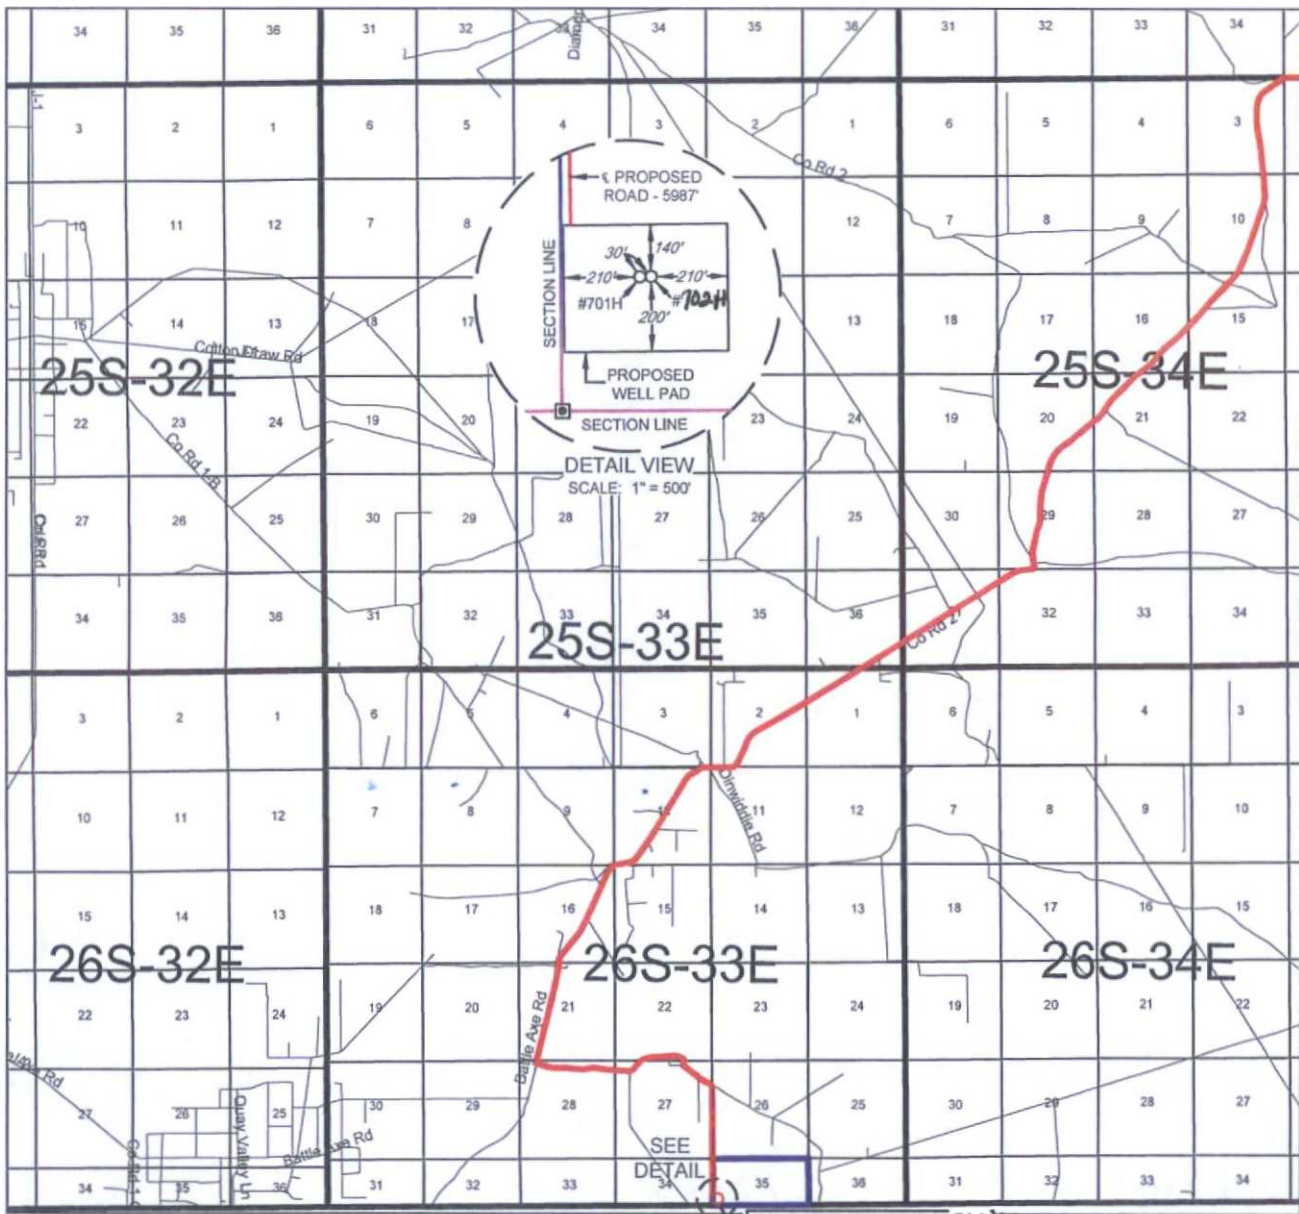 34 35 36 31 32 33 34 35 36 31 32 33 34
3 2 1 6 5 4 3 2 1 6 5 4 3
Co Rd 2
℄ PROPOSED
ROAD - 5987'
10 11 12 7 8 12 7 8 9 10
SECTION LINE
30'
140'
210'
210'
#701H
#702H
200'
PROPOSED
WELL PAD
SECTION LINE
DETAIL VIEW
SCALE: 1" = 500'
15 14 13 18 17 13 18 17 16 15
Cotton Draw Rd
25S-32E
25S-34E
22 23 24 19 20 23 24 19 20 21 22
Co Rd 1-B
27 26 25 30 29 28 27 26 25 30 29 28 27
34 35 36 31 32 33 34 35 36 32 33 34
Co Rd 2
25S-33E
3 2 1 6 5 4 3 2 1 6 5 4 3
Dinwiddie Rd
10 11 12 7 8 9 11 12 7 8 9 10
15 14 13 18 17 16 15 14 13 18 17 16 15
26S-32E
26S-33E
26S-34E
22 23 24 19 20 21 22 23 24 19 20 21 22
Battle Axe Rd
27 26 25 30 29 28 27 26 25 30 29 28 27
Quay Valley Ln
Battle Axe Rd
SEE
DETAIL
34 35 36 31 32 33 34 35 36 31 32 33 34